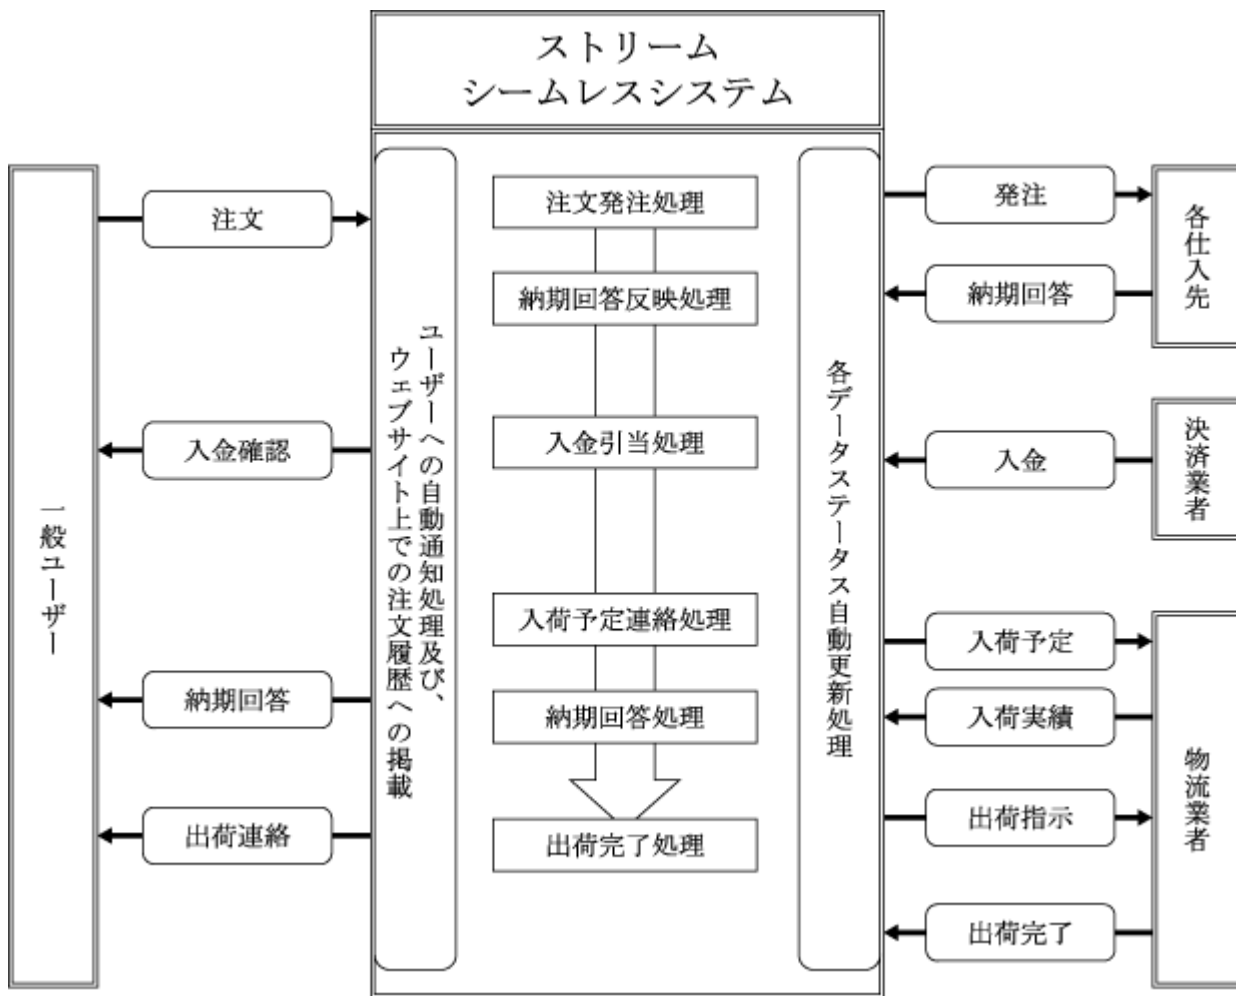 ストリーム
シームレスシステム
一般ユーザー
注文
入金確認
納期回答
出荷連絡
ユーザーへの自動通知処理及び、
ウェブサイト上での注文履歴への掲載
注文発注処理
納期回答反映処理
入金引当処理
入荷予定連絡処理
納期回答処理
出荷完了処理
各データステータス自動更新処理
発注
納期回答
入金
入荷予定
入荷実績
出荷指示
出荷完了
各仕入先
決済業者
物流業者